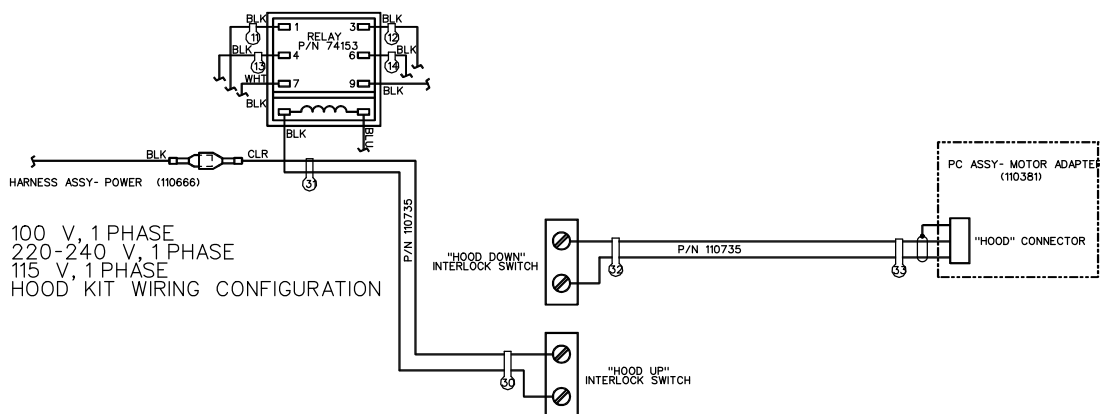 BLK
1
3
BLK
11
12
RELAY
P/N 74153
BLK
4
6
BLK
13
14
WHT
7
9
BLK
BLK
BLK
BLU
BLK
CLR
HARNESS ASSY- POWER (110666)
31
100 V, 1 PHASE
220-240 V, 1 PHASE
115 V, 1 PHASE
HOOD KIT WIRING CONFIGURATION
P/N 110735
"HOOD DOWN"
INTERLOCK SWITCH
32
P/N 110735
33
PC ASSY- MOTOR ADAPTER
(110381)
"HOOD" CONNECTOR
30
"HOOD UP"
INTERLOCK SWITCH